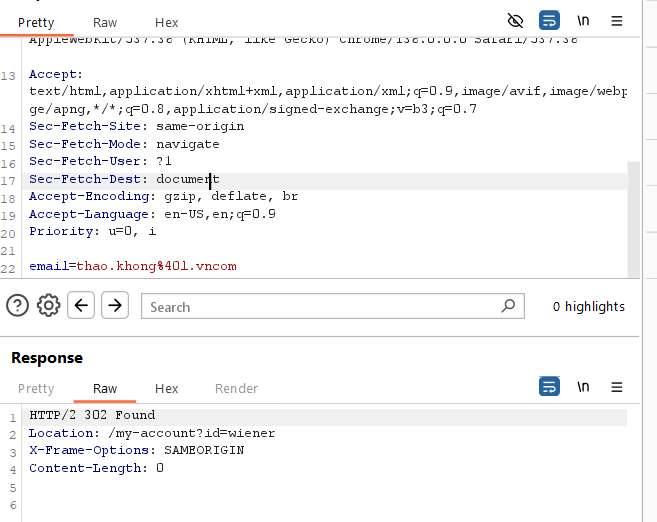 Pretty Raw Hex \n
AppleWebKit/537.36 (KHTML, like Gecko) Chrome/138.0.0.0 Safari/537.36
13 Accept:
text/html,application/xhtml+xml,application/xml;q=0.9,image/avif,image/webp
ge/apng,*/*;q=0.8,application/signed-exchange;v=b3;q=0.7
14 Sec-Fetch-Site: same-origin
15 Sec-Fetch-Mode: navigate
16 Sec-Fetch-User: ?1
17 Sec-Fetch-Dest: document
18 Accept-Encoding: gzip, deflate, br
19 Accept-Language: en-US,en;q=0.9
20 Priority: u=0, i
21
22 email=thao.khong%40l.vncom
Search 0 highlights
Response
Pretty Raw Hex Render \n
1 HTTP/2 302 Found
2 Location: /my-account?id=wiener
3 X-Frame-Options: SAMEORIGIN
4 Content-Length: 0
5
6